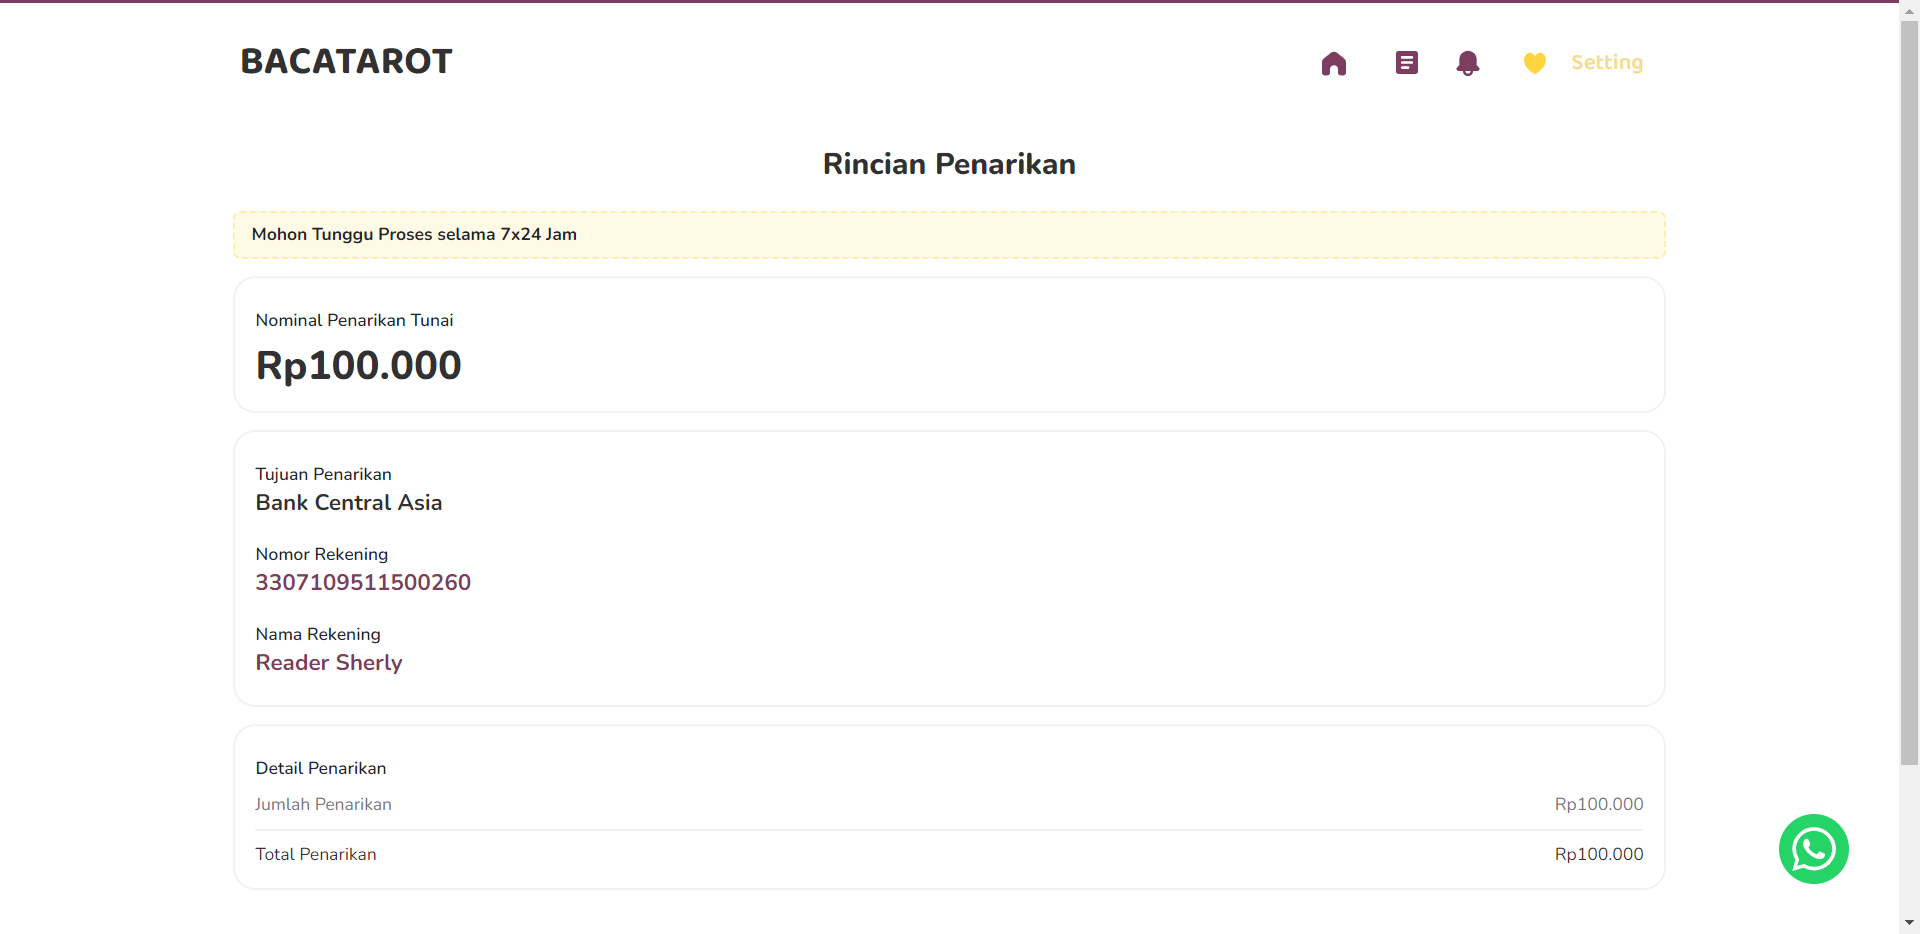 BACATAROT
Setting
Rincian Penarikan
Mohon Tunggu Proses selama 7x24 Jam
Nominal Penarikan Tunai
Rp100.000
Tujuan Penarikan
Bank Central Asia
Nomor Rekening
3307109511500260
Nama Rekening
Reader Sherly
Detail Penarikan
Jumlah Penarikan Rp100.000
Total Penarikan Rp100.000